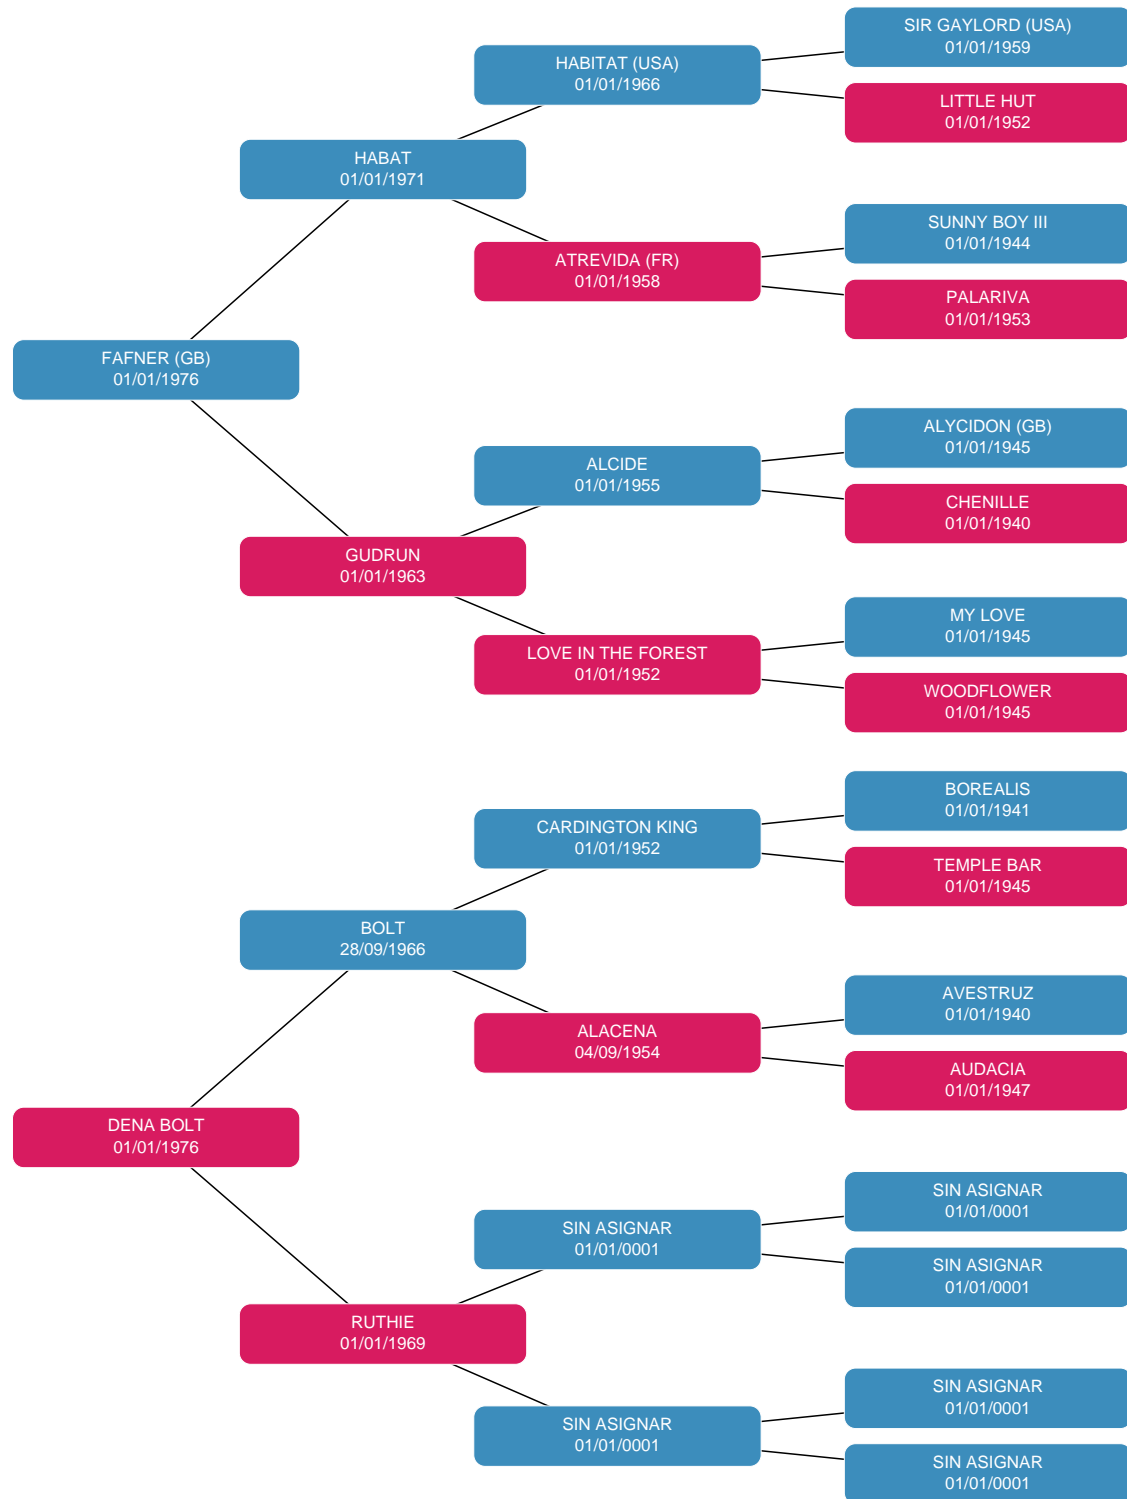 SIR GAYLORD (USA)
01/01/1959
HABITAT (USA)
01/01/1966
LITTLE HUT
01/01/1952
HABAT
01/01/1971
SUNNY BOY III
01/01/1944
ATREVIDA (FR)
01/01/1958
PALARIVA
01/01/1953
FAFNER (GB)
01/01/1976
ALYCIDON (GB)
01/01/1945
ALCIDE
01/01/1955
CHENILLE
01/01/1940
GUDRUN
01/01/1963
MY LOVE
01/01/1945
LOVE IN THE FOREST
01/01/1952
WOODFLOWER
01/01/1945
BOREALIS
01/01/1941
CARDINGTON KING
01/01/1952
TEMPLE BAR
01/01/1945
BOLT
28/09/1966
AVESTRUZ
01/01/1940
ALACENA
04/09/1954
AUDACIA
01/01/1947
DENA BOLT
01/01/1976
SIN ASIGNAR
01/01/0001
SIN ASIGNAR
01/01/0001
SIN ASIGNAR
01/01/0001
RUTHIE
01/01/1969
SIN ASIGNAR
01/01/0001
SIN ASIGNAR
01/01/0001
SIN ASIGNAR
01/01/0001